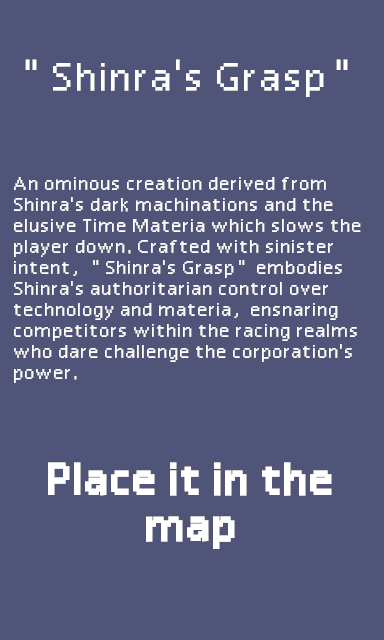 "Shinra's Grasp"
An ominous creation derived from
Shinra's dark machinations and the
elusive Time Materia which slows the
player down. Crafted with sinister
intent, "Shinra's Grasp" embodies
Shinra's authoritarian control over
technology and materia, ensnaring
competitors within the racing realms
who dare challenge the corporation's
power.
Place it in the
map